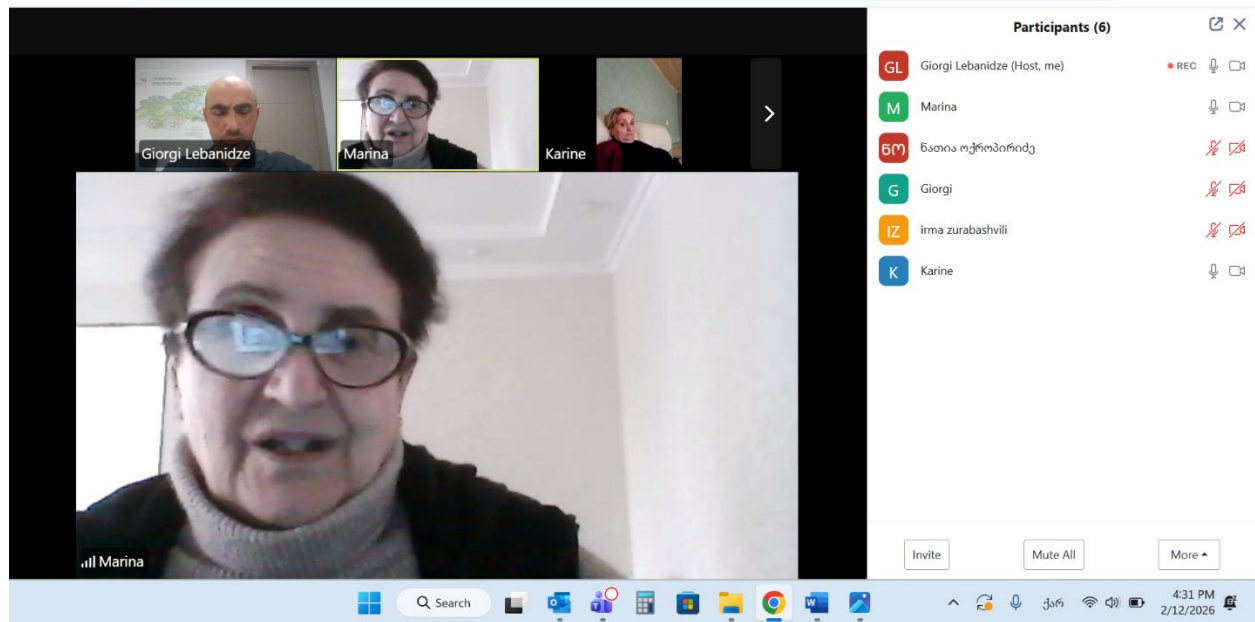 Participants (6)
Giorgi Lebanidze
Marina
Karine
GL Giorgi Lebanidze (Host, me) REC
M Marina
ნო ნათია ოქროპირიძე
G Giorgi
IZ irma zurabashvili
K Karine
Marina
Invite Mute All More
Search ქარ 4:31 PM
2/12/2026